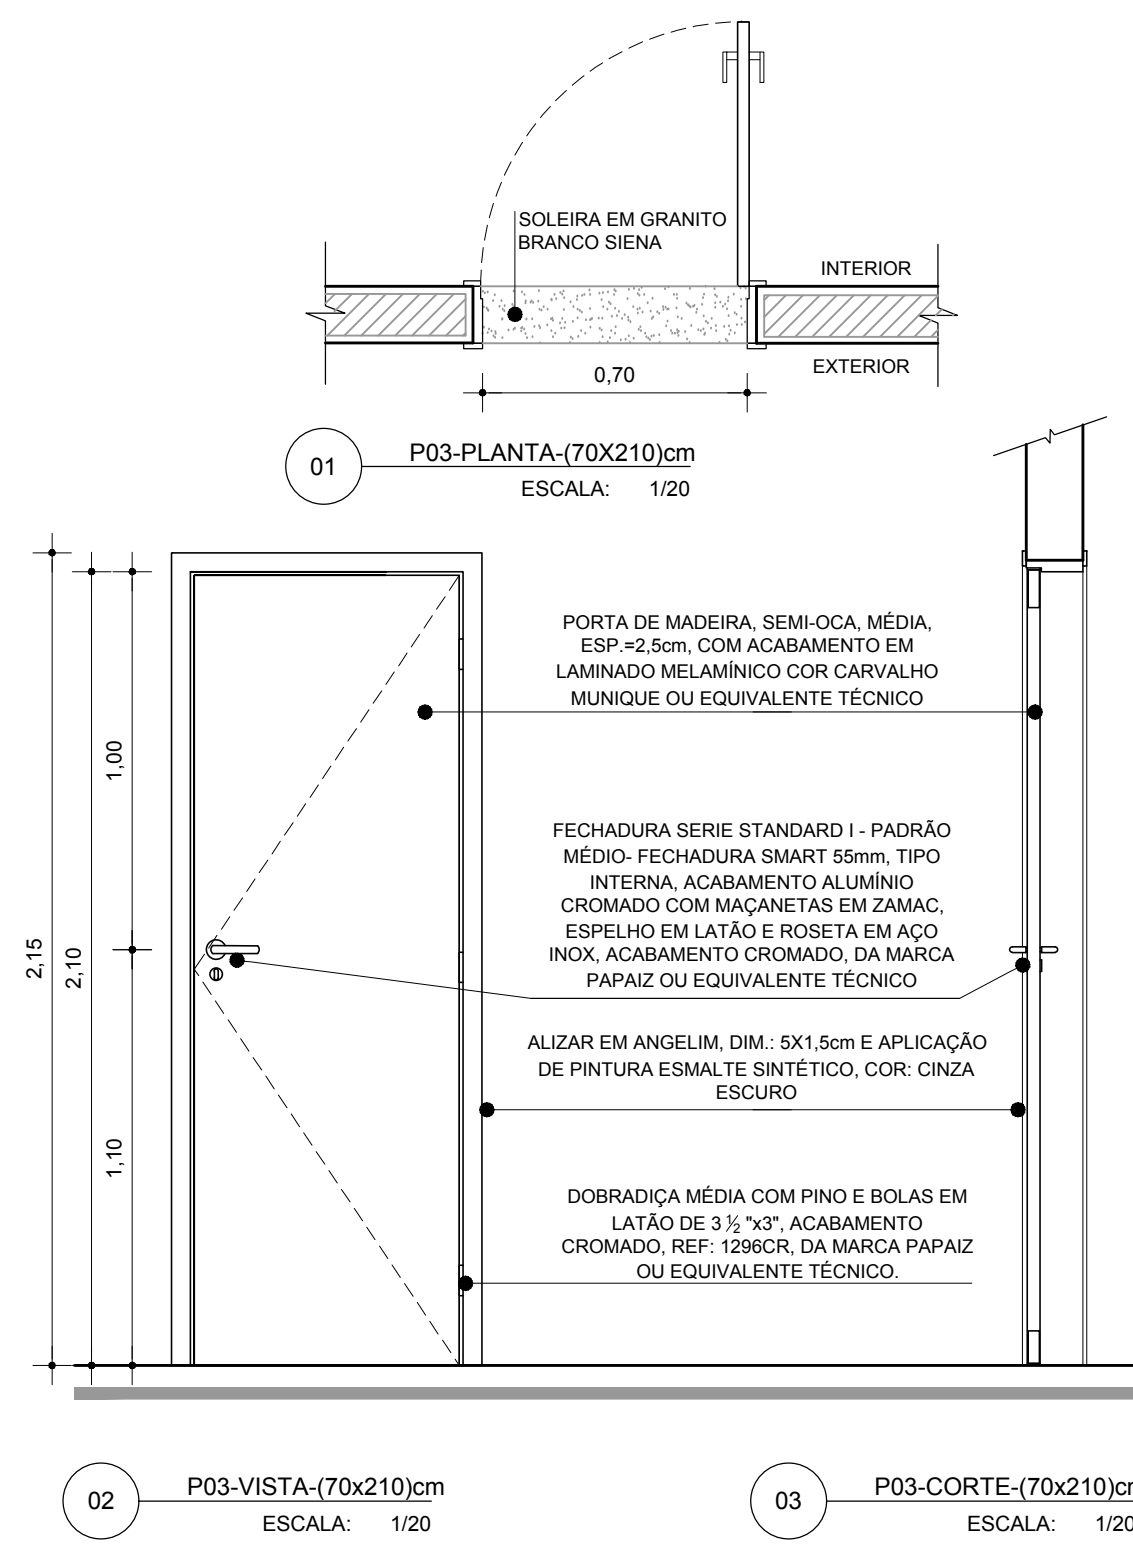 SOLEIRA EM GRANITO
BRANCO SIENA
INTERIOR
EXTERIOR
0,70
01
P03-PLANTA-(70X210)cm
ESCALA: 1/20
PORTA DE MADEIRA, SEMI-OCA, MÉDIA,
ESP.=2,5cm, COM ACABAMENTO EM
LAMINADO MELAMÍNICO COR CARVALHO
MUNIQUE OU EQUIVALENTE TÉCNICO
1,00
FECHADURA SERIE STANDARD I - PADRÃO
MÉDIO- FECHADURA SMART 55mm, TIPO
INTERNA, ACABAMENTO ALUMÍNIO
CROMADO COM MAÇANETAS EM ZAMAC,
ESPELHO EM LATÃO E ROSETA EM AÇO
INOX, ACABAMENTO CROMADO, DA MARCA
PAPAIZ OU EQUIVALENTE TÉCNICO
2,15
2,10
ALIZAR EM ANGELIM, DIM.: 5X1,5cm E APLICAÇÃO
DE PINTURA ESMALTE SINTÉTICO, COR: CINZA
ESCURO
1,10
DOBRADIÇA MÉDIA COM PINO E BOLAS EM
LATÃO DE 3 ½ "x3", ACABAMENTO
CROMADO, REF: 1296CR, DA MARCA PAPAIZ
OU EQUIVALENTE TÉCNICO.
02
P03-VISTA-(70x210)cm
ESCALA: 1/20
03
P03-CORTE-(70x210)cm
ESCALA: 1/20